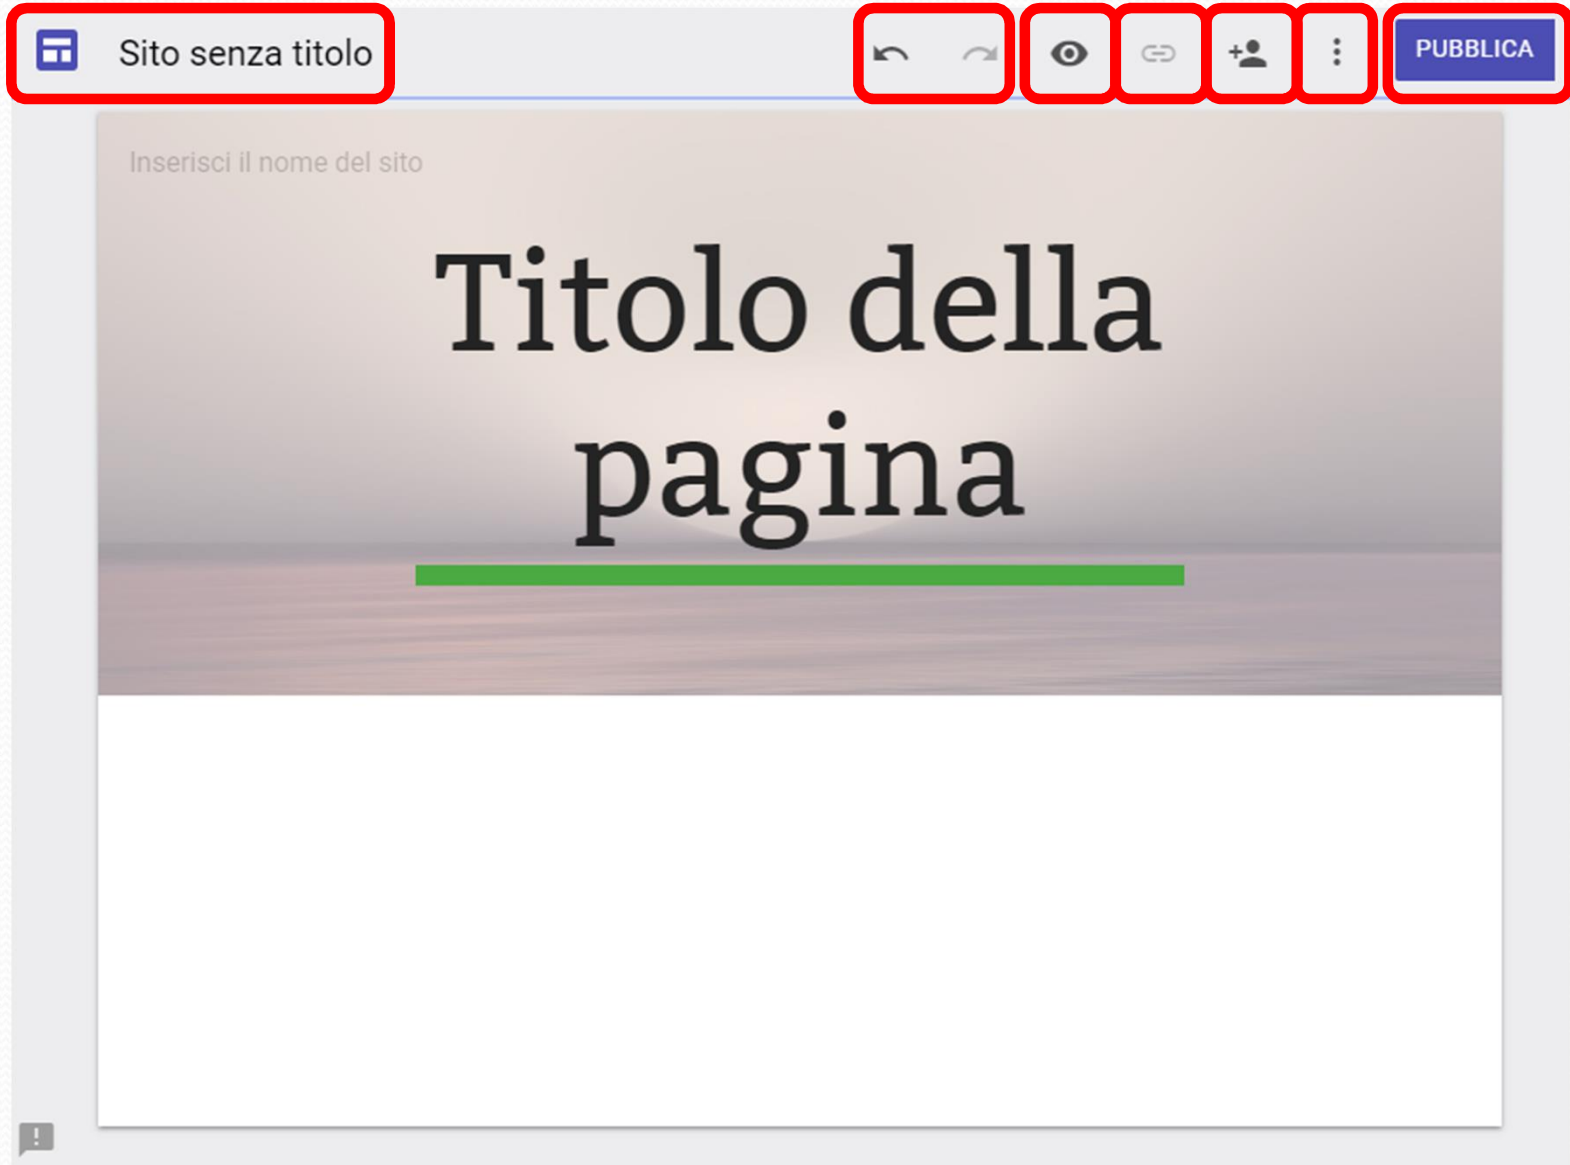 Sito senza titolo
PUBBLICA
Inserisci il nome del sito
Titolo della
pagina